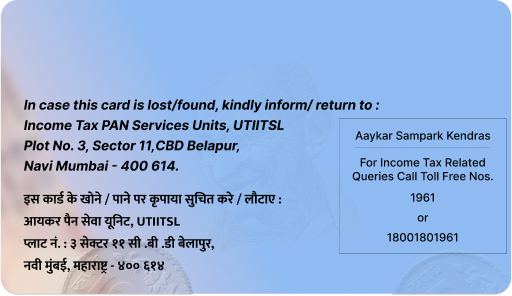 In case this card is lost/found, kindly inform/ return to :
Income Tax PAN Services Units, UTIITSL
Plot No. 3, Sector 11,CBD Belapur,
Navi Mumbai - 400 614.
इस कार्ड के खोने / पाने पर कृपाया सुचित करे / लौटाए :
आयकर पैन सेवा यूनिट, UTIITSL
प्लाट नं. : ३ सेक्टर ११ सी .बी .डी बेलापुर,
नवी मुंबई, महाराष्ट्र - ४०० ६१४
Aaykar Sampark Kendras
For Income Tax Related
Queries Call Toll Free Nos.
1961
or
18001801961